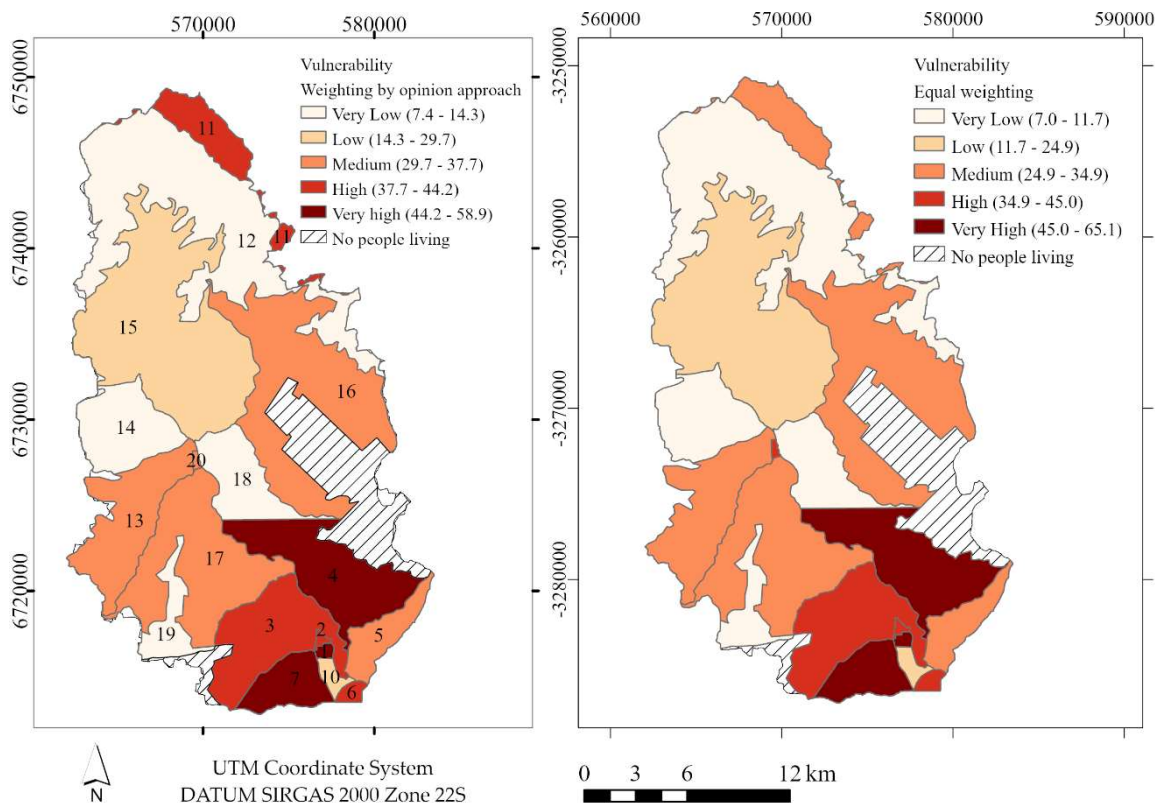 570000 580000
560000 570000 580000 590000
6750000
6740000
6730000
6720000
Vulnerability
Weighting by opinion approach
Very Low (7.4 - 14.3)
Low (14.3 - 29.7)
Medium (29.7 - 37.7)
High (37.7 - 44.2)
Very high (44.2 - 58.9)
No people living
11
11
12
15
16
14
20
18
13
17
4
3
2
5
19
1
10
7
6
570000 580000
-3250000
-3260000
-3270000
-3280000
Vulnerability
Equal weighting
Very Low (7.0 - 11.7)
Low (11.7 - 24.9)
Medium (24.9 - 34.9)
High (34.9 - 45.0)
Very High (45.0 - 65.1)
No people living
560000 570000 580000 590000
N
UTM Coordinate System
DATUM SIRGAS 2000 Zone 22S
0 3 6 12 km